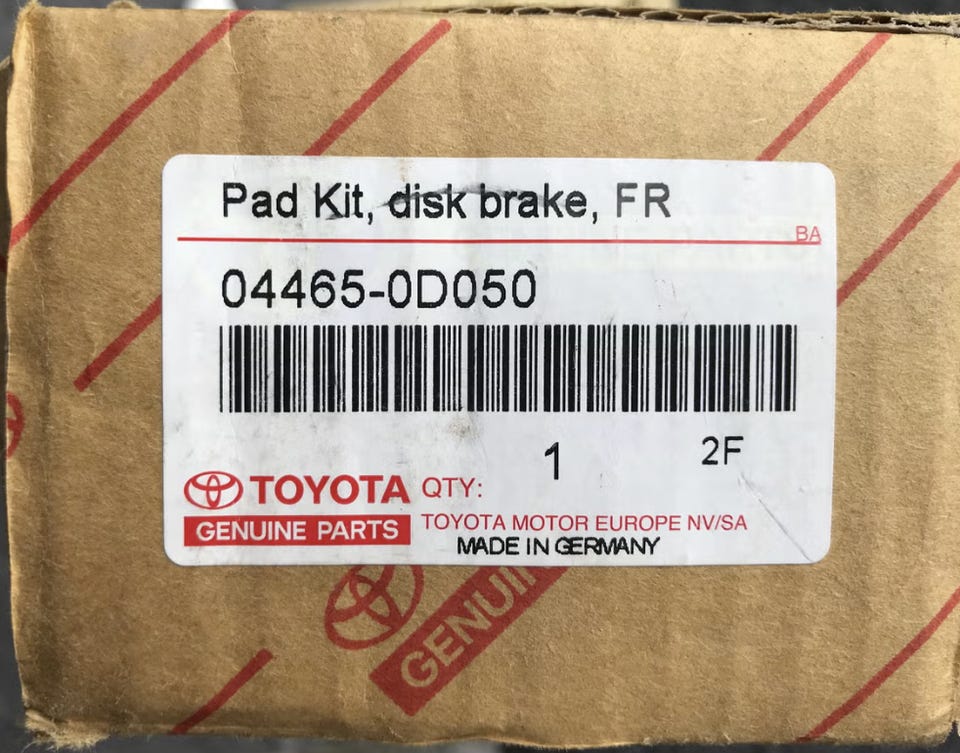 Pad Kit, disk brake, FR
BA
04465-0D050
1 2F
TOYOTA QTY:
GENUINE PARTS
TOYOTA MOTOR EUROPE NV/SA
MADE IN GERMANY
GENUIN